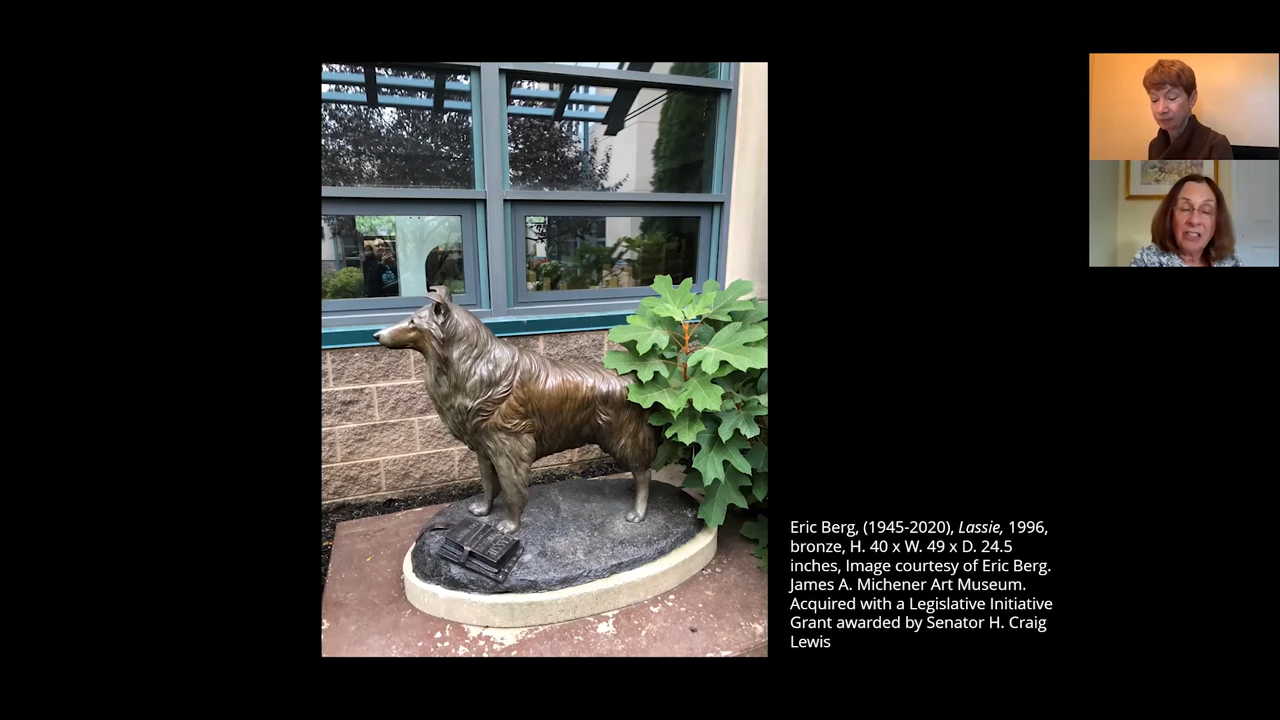 Eric Berg, (1945-2020), Lassie, 1996,
bronze, H. 40 x W. 49 x D. 24.5
inches, Image courtesy of Eric Berg.
James A. Michener Art Museum.
Acquired with a Legislative Initiative
Grant awarded by Senator H. Craig
Lewis